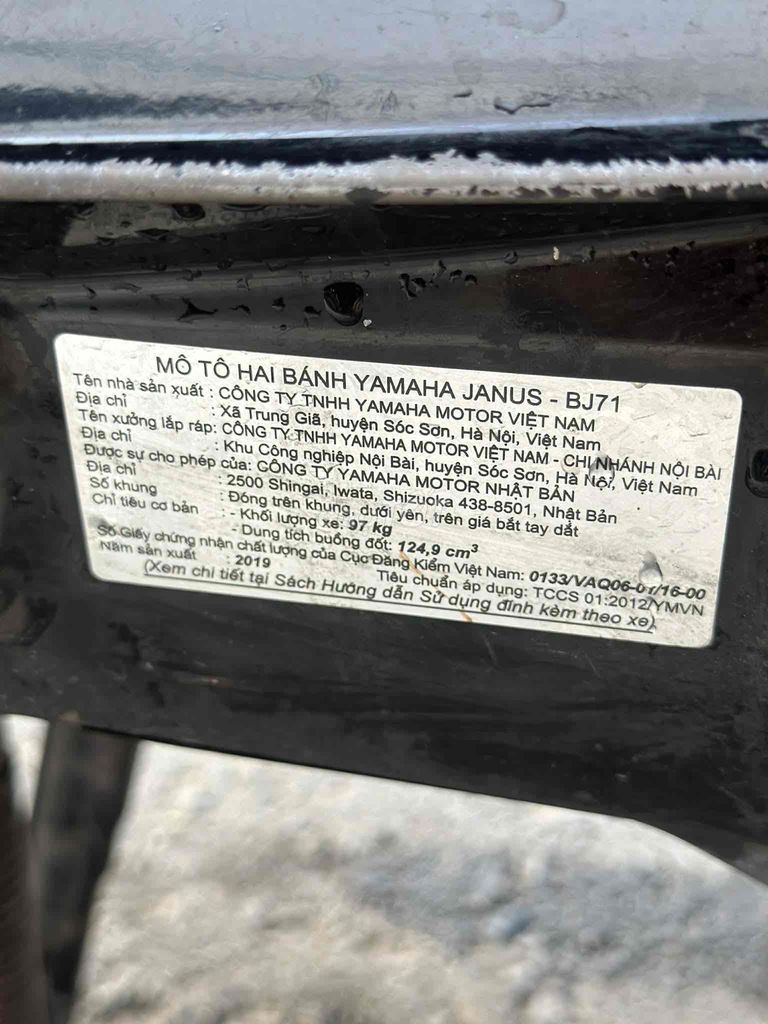 MÔ TÔ HAI BÁNH YAMAHA JANUS - BJ71
Tên nhà sản xuất : CÔNG TY TNHH YAMAHA MOTOR VIỆT NAM
Địa chỉ : Xã Trung Giã, huyện Sóc Sơn, Hà Nội, Việt Nam
Tên xưởng lắp ráp: CÔNG TY TNHH YAMAHA MOTOR VIỆT NAM - CHI NHÁNH NỘI BÀI
Địa chỉ : Khu Công nghiệp Nội Bài, huyện Sóc Sơn, Hà Nội, Việt Nam
Được sự cho phép của: CÔNG TY YAMAHA MOTOR NHẬT BẢN
Địa chỉ : 2500 Shingai, Iwata, Shizuoka 438-8501, Nhật Bản
Số khung : Đóng trên khung, dưới yên, trên giá bắt tay dắt
Chỉ tiêu cơ bản : - Khối lượng xe: 97 kg
- Dung tích buồng đốt: 124,9 cm³
Số Giấy chứng nhận chất lượng của Cục Đăng Kiểm Việt Nam: 0133/VAQ06-01/16-00
Năm sản xuất : 2019 Tiêu chuẩn áp dụng: TCCS 01:2012/YMVN
(Xem chi tiết tại Sách Hướng dẫn Sử dụng đính kèm theo xe)